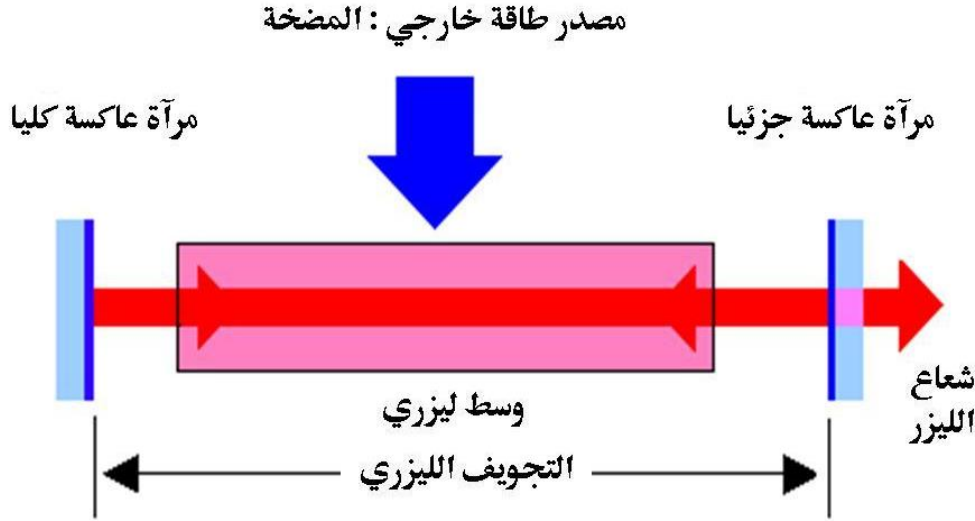 مصدر طاقة خارجي : المضخة
مرآة عاكسة جزئيا
مرآة عاكسة كليا
شعاع
الليزر
وسط ليزري
التجويف الليزري